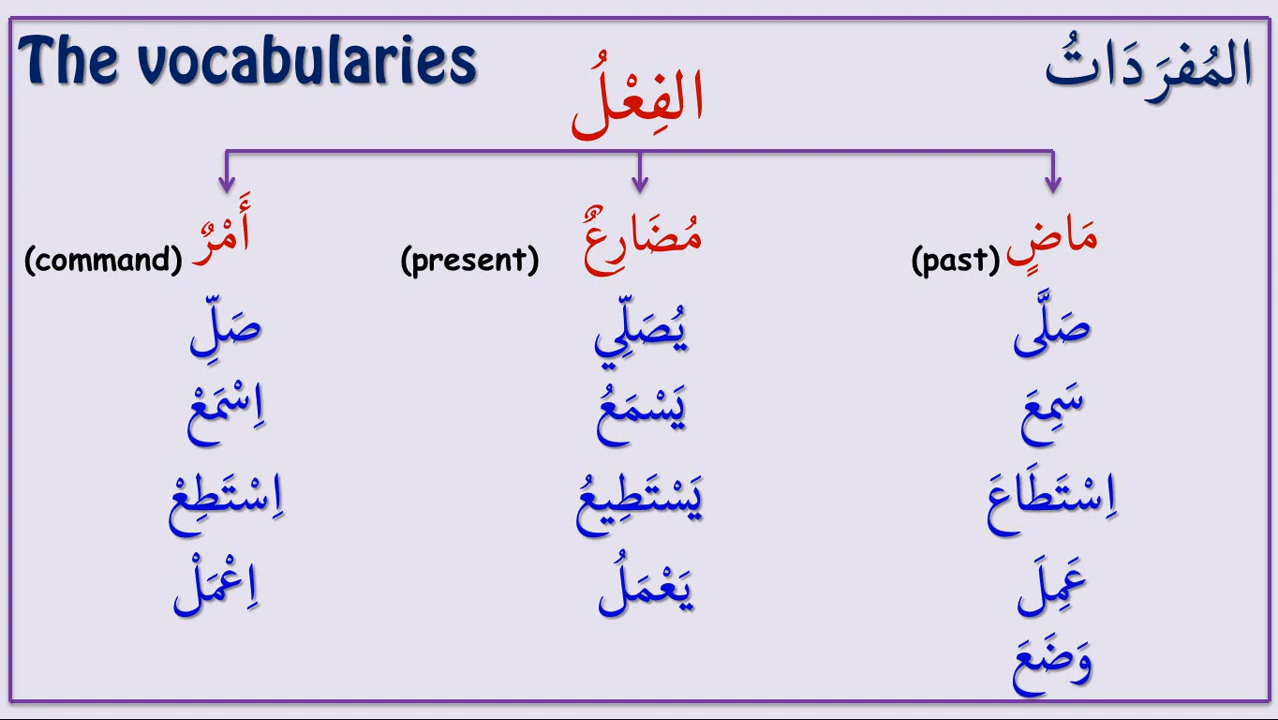 The vocabularies
المُفرَدَاتُ
الفِعْلُ
مَاضٍ (past)
مُضَارِعٌ (present)
أَمْرٌ (command)
صَلَّى
يُصَلِّي
صَلِّ
سَمِعَ
يَسْمَعُ
اِسْمَعْ
اِسْتَطَاعَ
يَسْتَطِيعُ
اِسْتَطِعْ
عَمِلَ
يَعْمَلُ
اِعْمَلْ
وَضَعَ